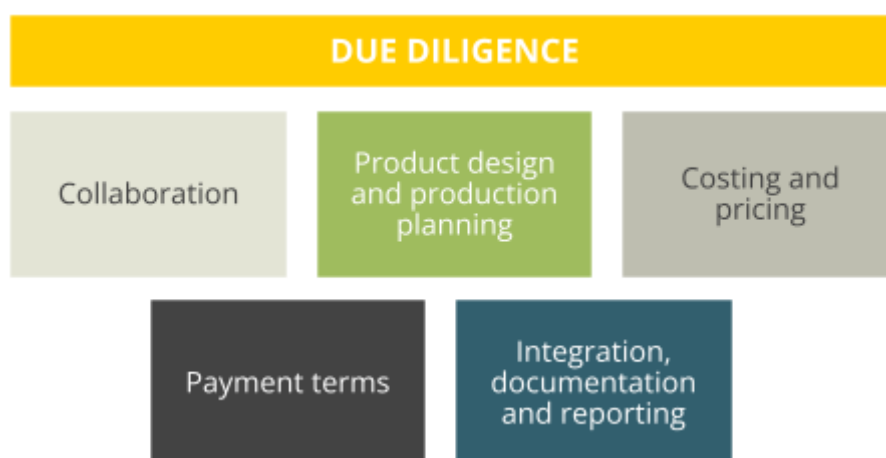 DUE DILIGENCE
Collaboration
Product design
and production
planning
Costing and
pricing
Payment terms
Integration,
documentation
and reporting